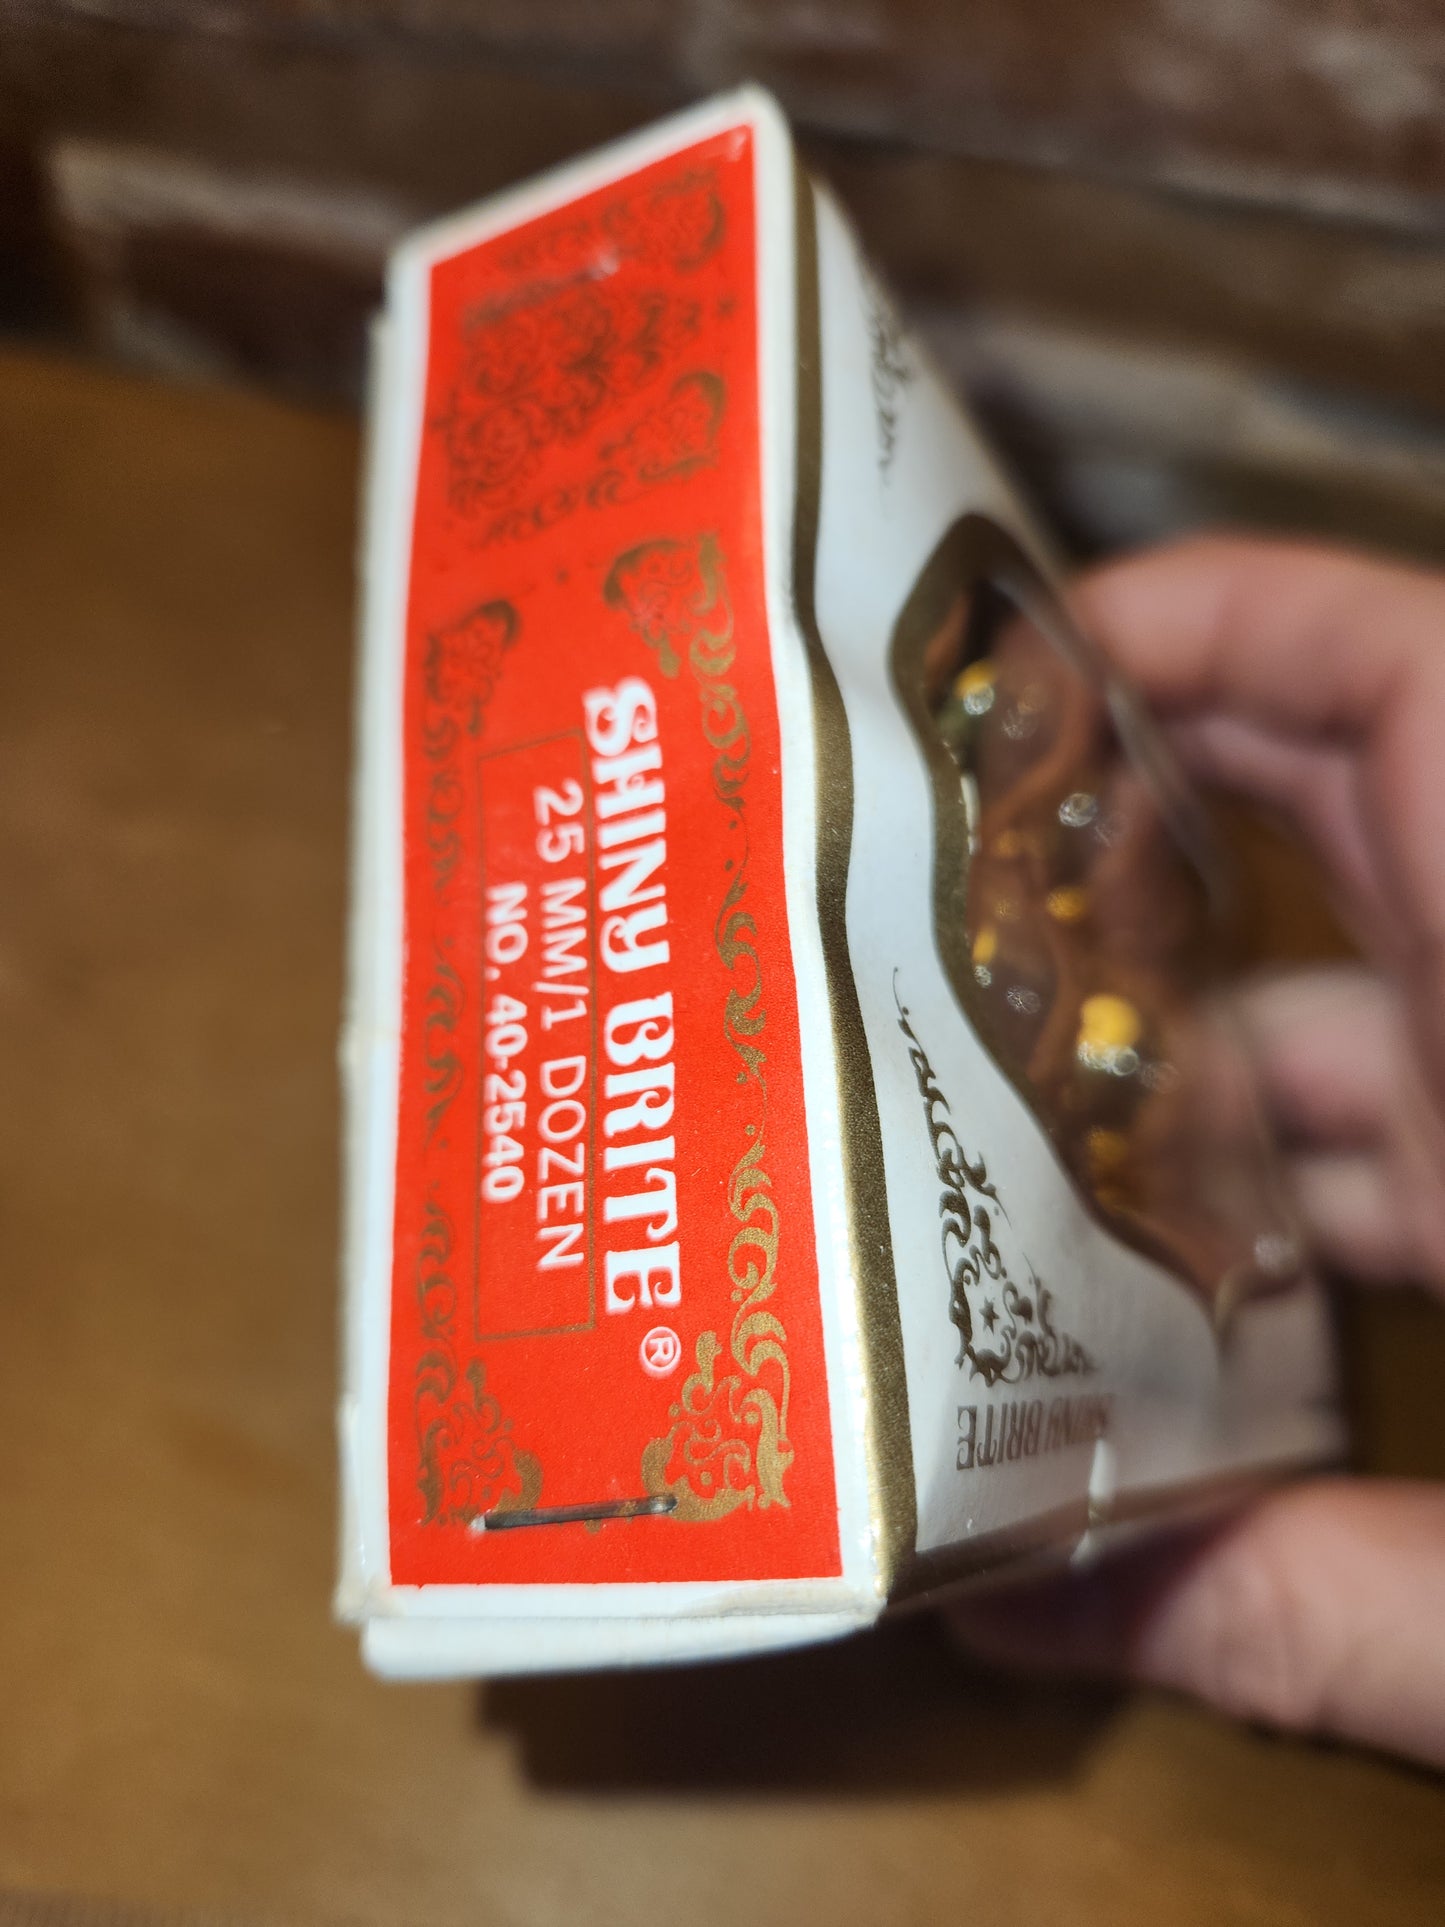 SHINY BRITE®
25 MM/1 DOZEN
NO. 40-2540
SHINY BRITE